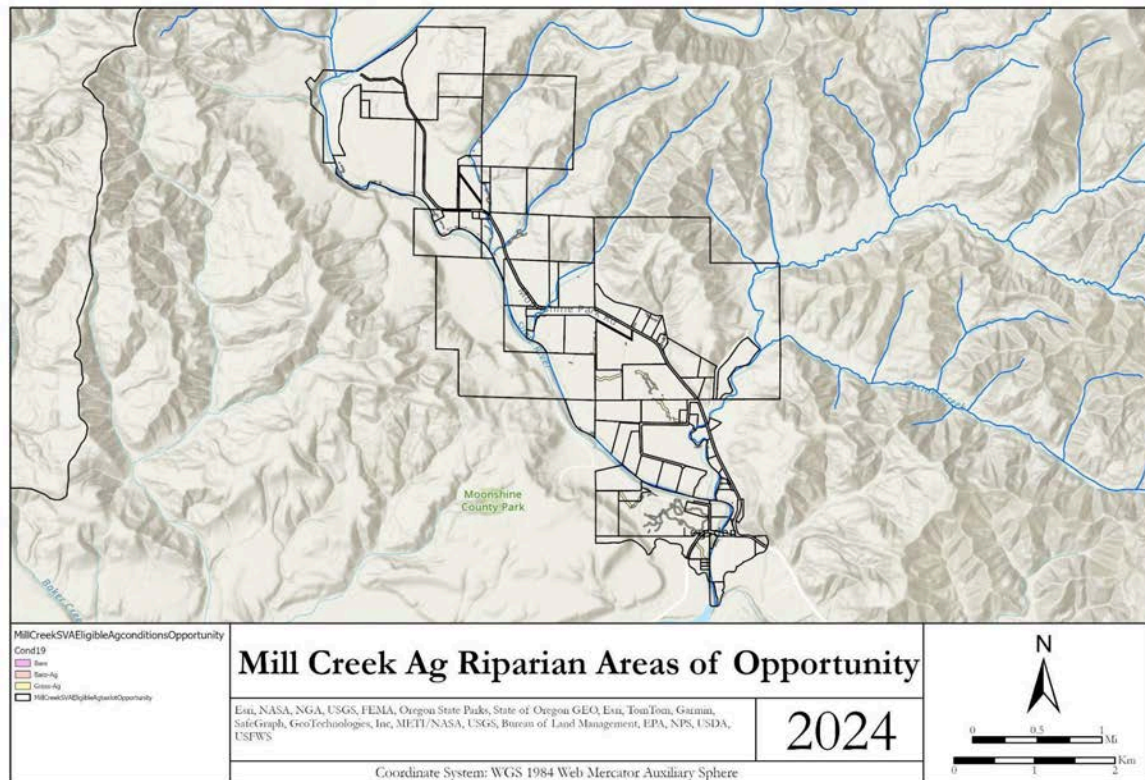 Moonshine
County Park
Baker Creek
MillCreekSVAEligibleAgconditionsOpportunity
Cond19
Bare
Bare-Ag
Grass-Ag
MillCreekSVAEligibleAgtaxlotOpportunity
Mill Creek Ag Riparian Areas of Opportunity
Esri, NASA, NGA, USGS, FEMA, Oregon State Parks, State of Oregon GEO, Esri, TomTom, Garmin,
SafeGraph, GeoTechnologies, Inc, METI/NASA, USGS, Bureau of Land Management, EPA, NPS, USDA,
USFWS
2024
Coordinate System: WGS 1984 Web Mercator Auxiliary Sphere
N
0 0.5 1
Mi
Km
0 1 2